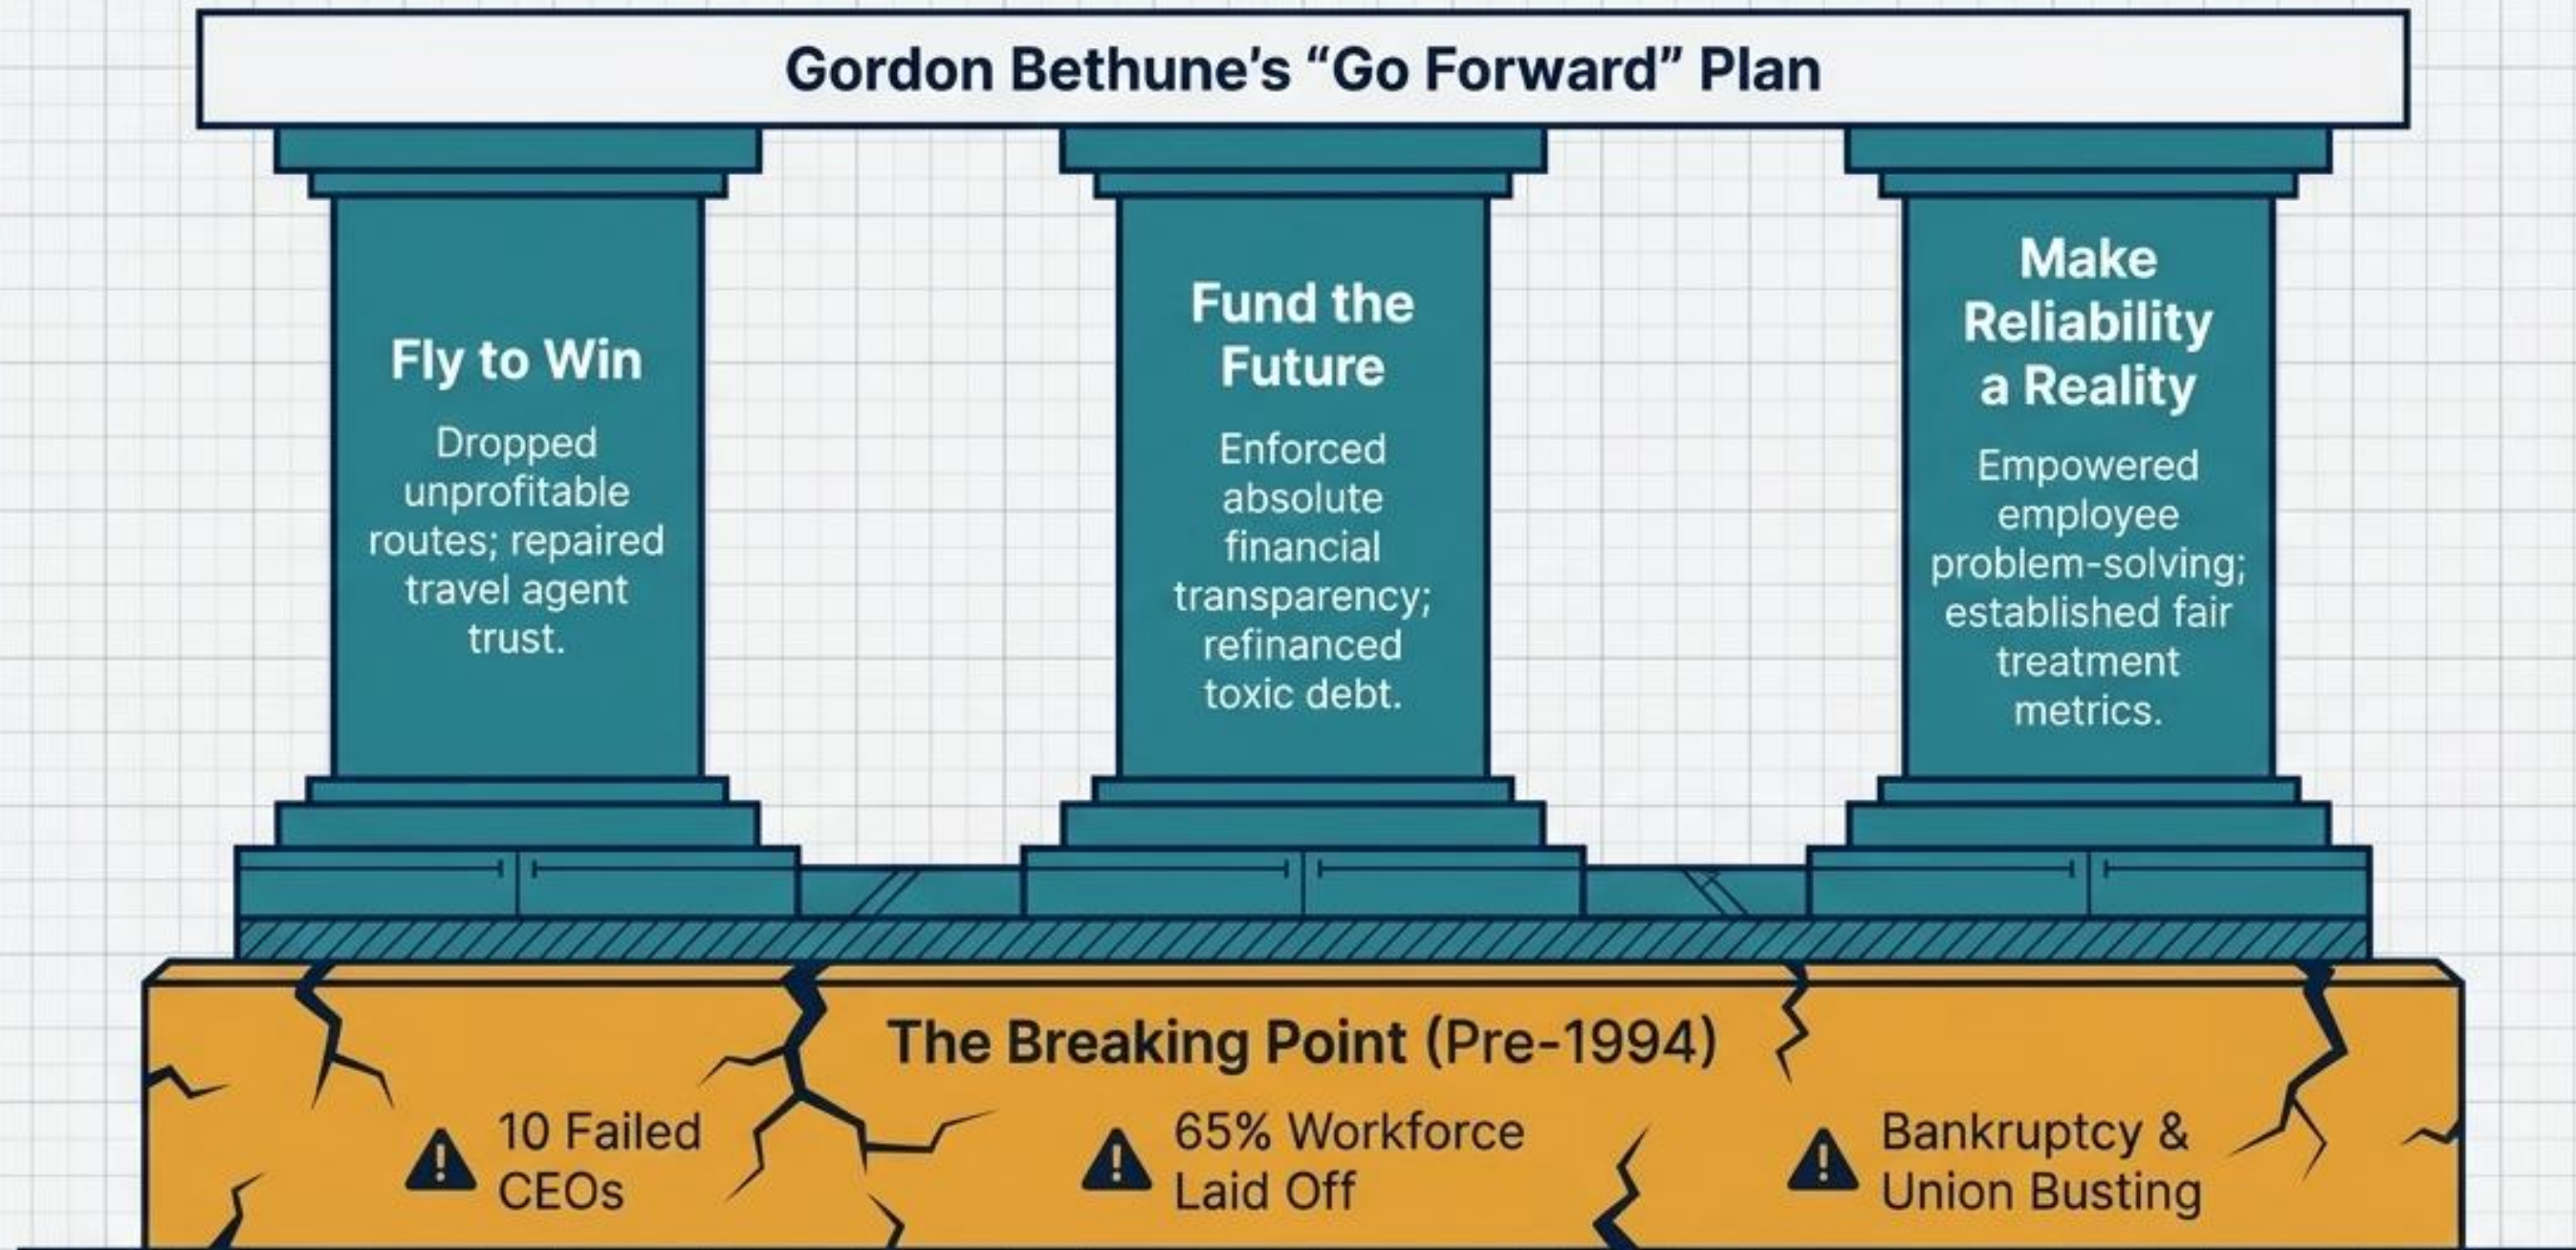 Gordon Bethune’s “Go Forward” Plan
Fly to Win
Dropped
unprofitable
routes; repaired
travel agent
trust.
Fund the
Future
Enforced
absolute
financial
transparency;
refinanced
toxic debt.
Make
Reliability
a Reality
Empowered
employee
problem-solving;
established fair
treatment
metrics.
The Breaking Point (Pre-1994)
10 Failed
CEOs
65% Workforce
Laid Off
Bankruptcy &
Union Busting